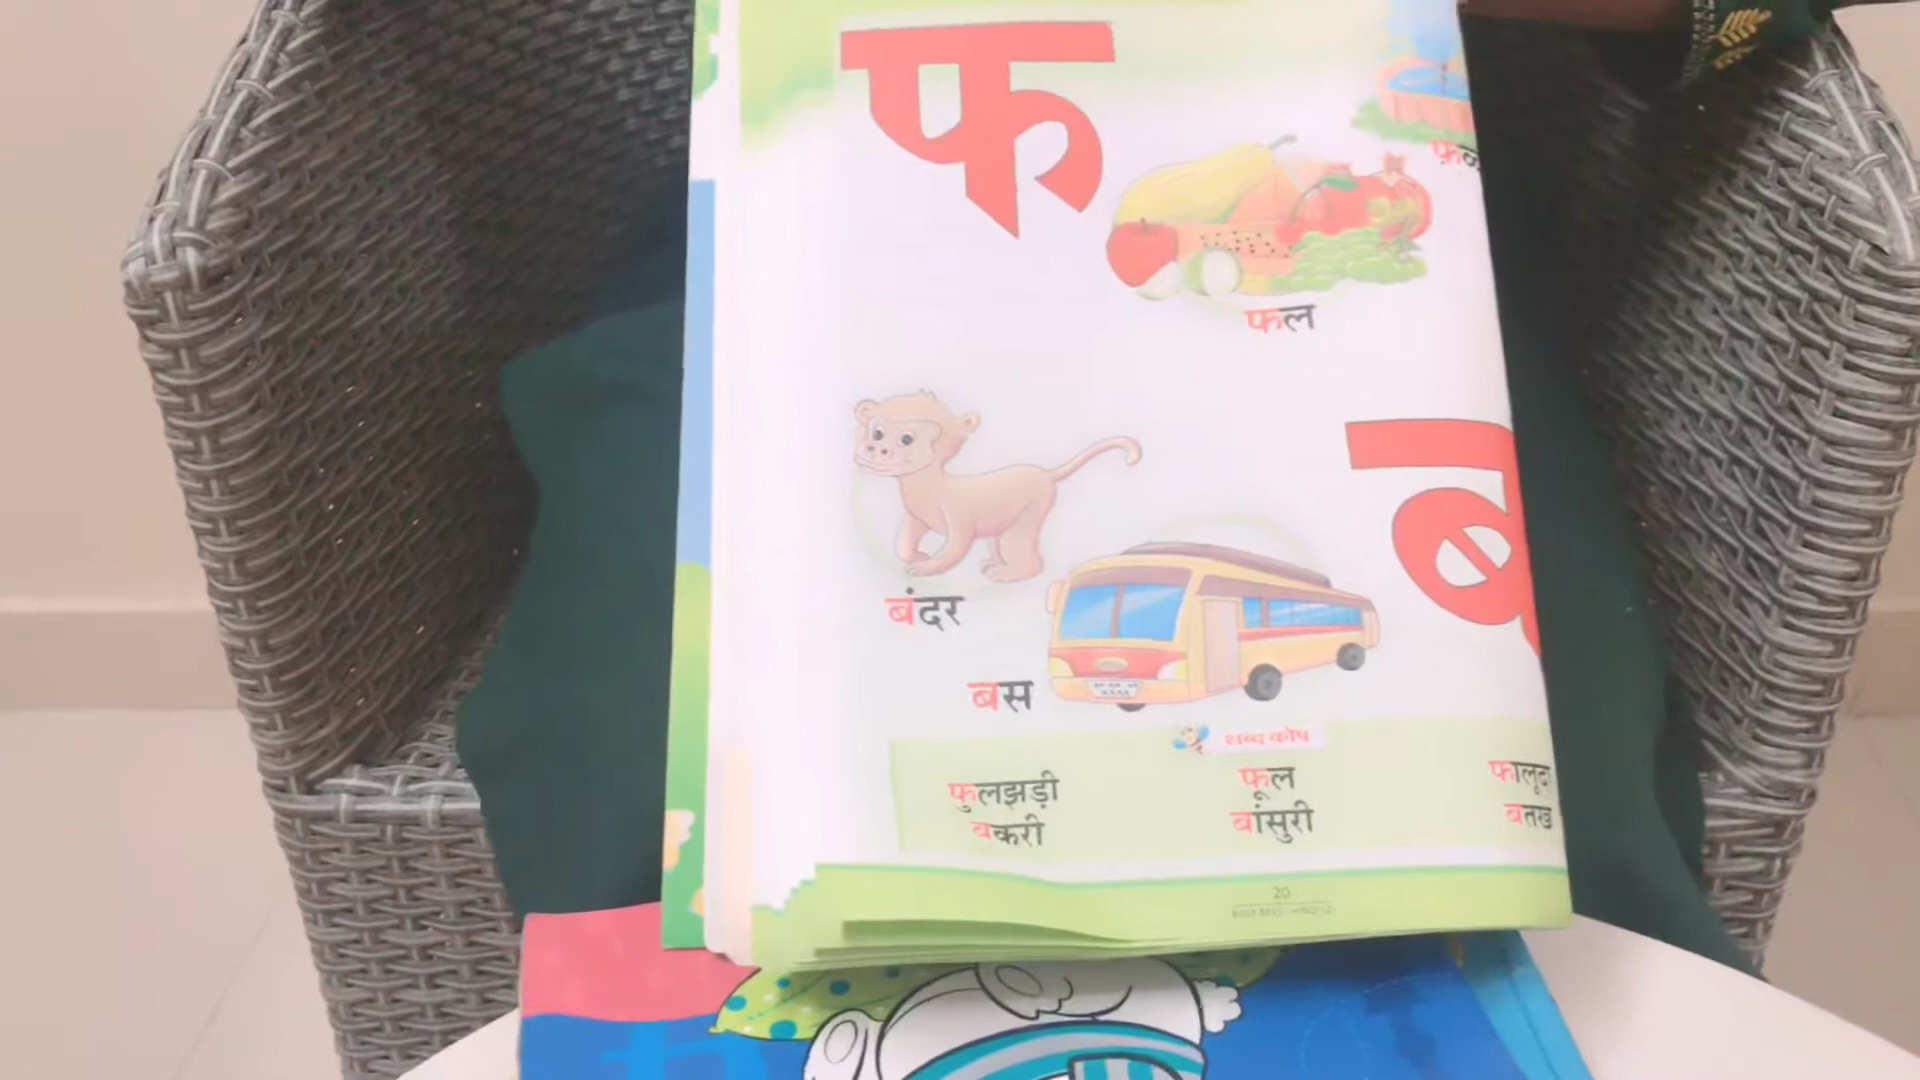 फ
फल
ब
बंदर
बस
शब्द कोष
फुलझड़ी फूल
बकरी बांसुरी बतख
20